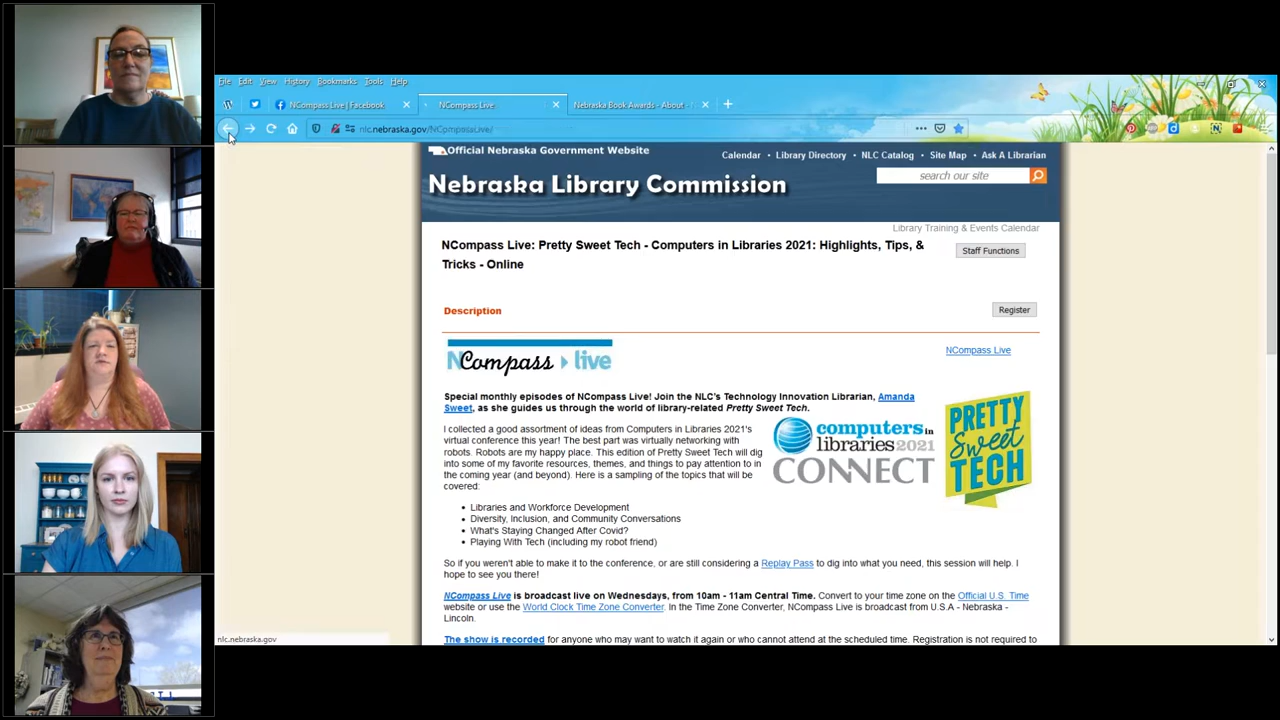 File Edit View History Bookmarks Tools Help
NCompass Live | Facebook
NCompass Live
Nebraska Book Awards - About -
nlc.nebraska.gov/NCompassLive/
Official Nebraska Government Website
Calendar • Library Directory • NLC Catalog • Site Map • Ask A Librarian
Nebraska Library Commission
search our site
Library Training & Events Calendar
NCompass Live: Pretty Sweet Tech - Computers in Libraries 2021: Highlights, Tips, &
Tricks - Online
Staff Functions
Description
Register
NCompass live
NCompass Live
Special monthly episodes of NCompass Live! Join the NLC's Technology Innovation Librarian, Amanda
Sweet, as she guides us through the world of library-related Pretty Sweet Tech.
I collected a good assortment of ideas from Computers in Libraries 2021's
virtual conference this year! The best part was virtually networking with
robots. Robots are my happy place. This edition of Pretty Sweet Tech will dig
into some of my favorite resources, themes, and things to pay attention to in
the coming year (and beyond). Here is a sampling of the topics that will be
covered:
computers in
libraries 2021
CONNECT
PRETTY
Sweet
TECH
• Libraries and Workforce Development
• Diversity, Inclusion, and Community Conversations
• What's Staying Changed After Covid?
• Playing With Tech (including my robot friend)
So if you weren't able to make it to the conference, or are still considering a Replay Pass to dig into what you need, this session will help. I
hope to see you there!
NCompass Live is broadcast live on Wednesdays, from 10am - 11am Central Time. Convert to your time zone on the Official U.S. Time
website or use the World Clock Time Zone Converter. In the Time Zone Converter, NCompass Live is broadcast from U.S.A - Nebraska -
Lincoln.
The show is recorded for anyone who may want to watch it again or who cannot attend at the scheduled time. Registration is not required to
nlc.nebraska.gov